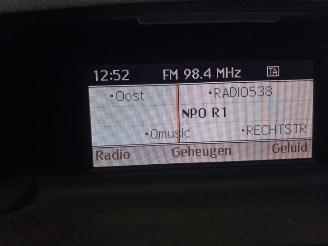 12:52 FM 98.4 MHz TA
•Oost •RADIO538
NPO R1
•Qmusic •RECHTSTR
Radio Geheugen Geluid